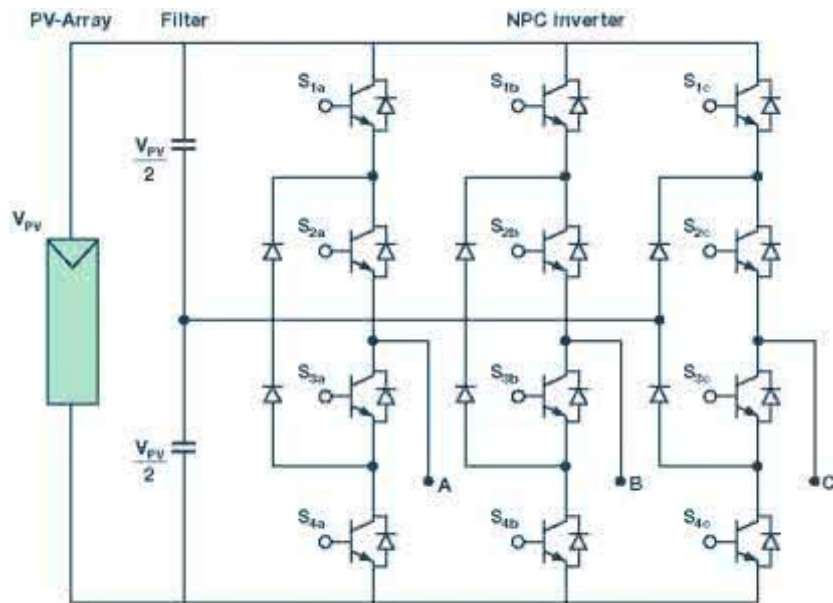 PV-Array Filter NPC Inverter
S1a S1b S1c
VPV
2
VPV
S2a S2b S2c
S3a S3b S3c
VPV
2
A B C
S4a S4b S4c